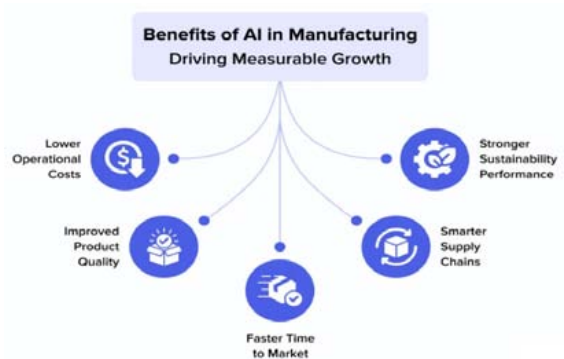 Benefits of AI in Manufacturing
Driving Measurable Growth
Lower
Operational
Costs
Stronger
Sustainability
Performance
Improved
Product
Quality
Smarter
Supply
Chains
Faster Time
to Market